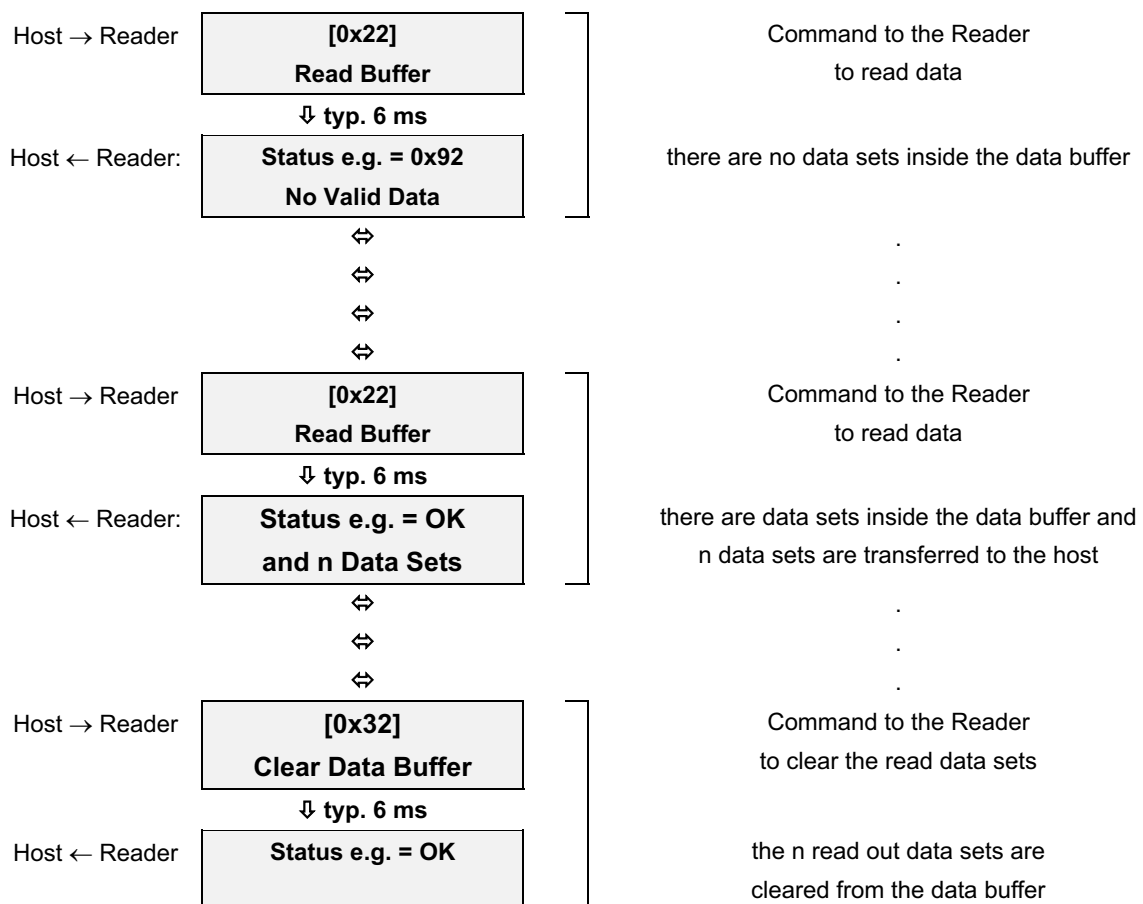 Host → Reader [0x22] Command to the Reader
Read Buffer to read data
⇩ typ. 6 ms
Host ← Reader: Status e.g. = 0x92 there are no data sets inside the data buffer
No Valid Data
⇔ .
⇔ .
⇔ .
⇔ .
Host → Reader [0x22] Command to the Reader
Read Buffer to read data
⇩ typ. 6 ms
Host ← Reader: Status e.g. = OK there are data sets inside the data buffer and
and n Data Sets n data sets are transferred to the host
⇔ .
⇔ .
⇔ .
Host → Reader [0x32] Command to the Reader
Clear Data Buffer to clear the read data sets
⇩ typ. 6 ms
Host ← Reader Status e.g. = OK the n read out data sets are
cleared from the data buffer